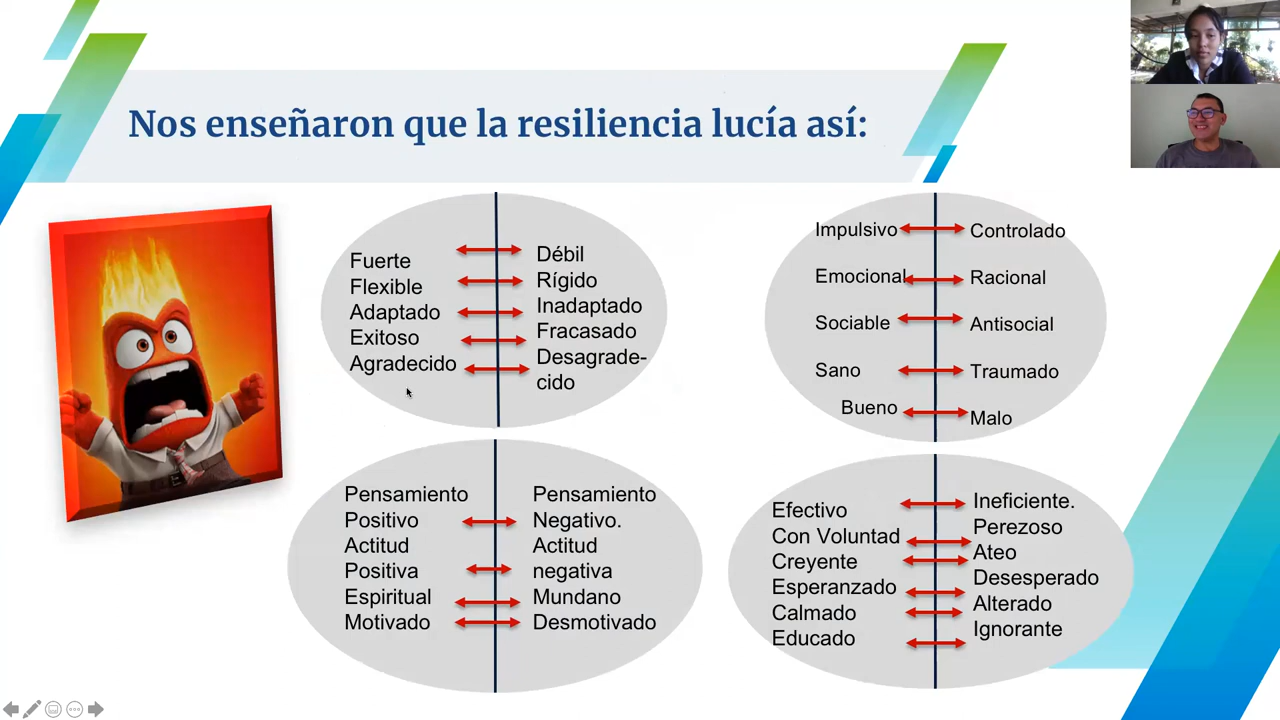 Nos enseñaron que la resiliencia lucía así:
Fuerte
Flexible
Adaptado
Exitoso
Agradecido
Débil
Rígido
Inadaptado
Fracasado
Desagrade-
cido
Impulsivo
Emocional
Sociable
Sano
Bueno
Controlado
Racional
Antisocial
Traumado
Malo
Pensamiento
Positivo
Actitud
Positiva
Espiritual
Motivado
Pensamiento
Negativo.
Actitud
negativa
Mundano
Desmotivado
Efectivo
Con Voluntad
Creyente
Esperanzado
Calmado
Educado
Ineficiente.
Perezoso
Ateo
Desesperado
Alterado
Ignorante